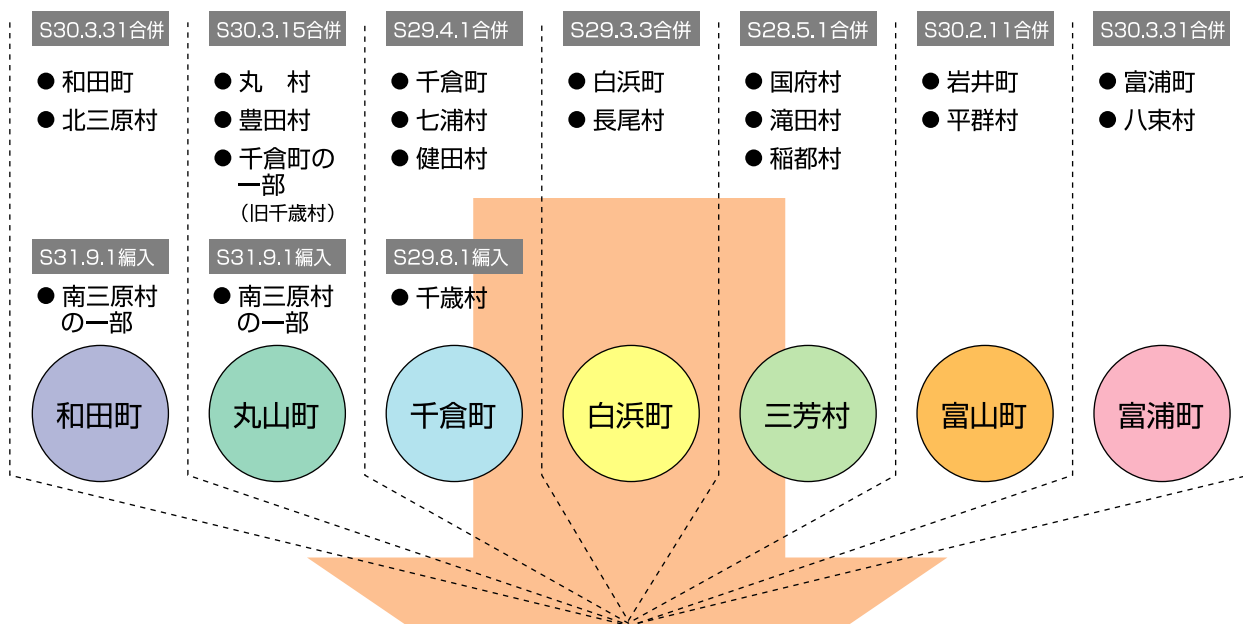 S30.3.31合併
● 和田町
● 北三原村
S31.9.1編入
● 南三原村
の一部
和田町
S30.3.15合併
● 丸　村
● 豊田村
● 千倉町の
一部
（旧千歳村）
S31.9.1編入
● 南三原村
の一部
丸山町
S29.4.1合併
● 千倉町
● 七浦村
● 健田村
S29.8.1編入
● 千歳村
千倉町
S29.3.3合併
● 白浜町
● 長尾村
白浜町
S28.5.1合併
● 国府村
● 滝田村
● 稲都村
三芳村
S30.2.11合併
● 岩井町
● 平群村
富山町
S30.3.31合併
● 富浦町
● 八束村
富浦町